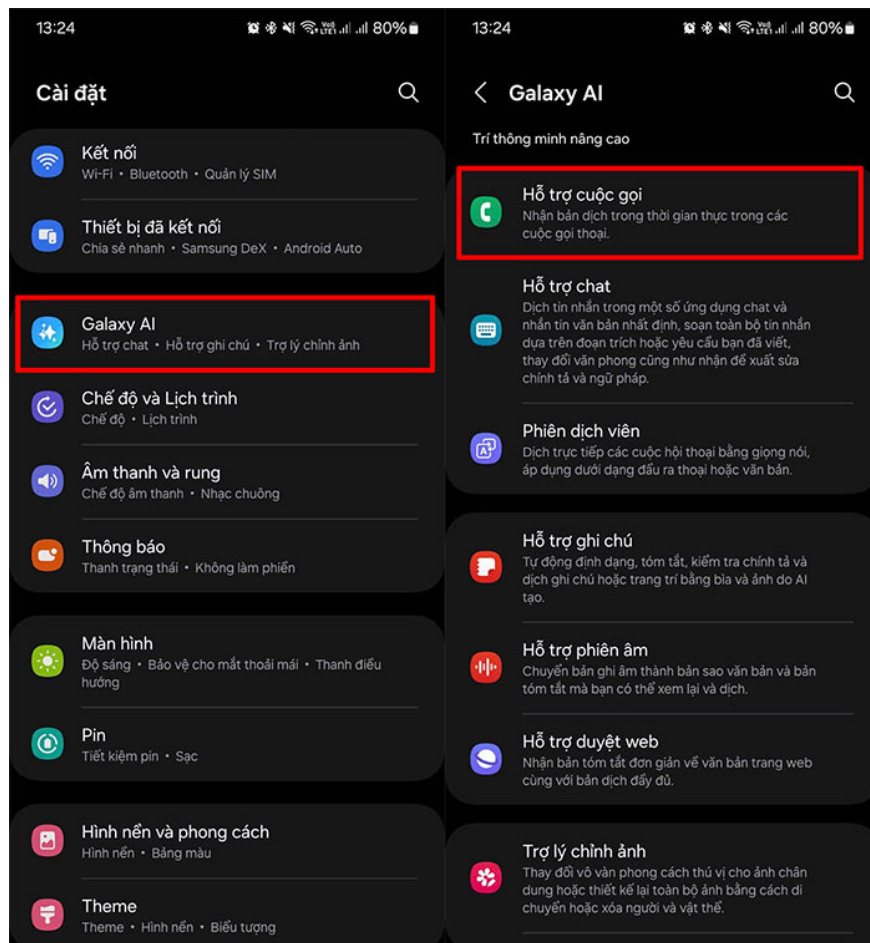 13:24
80%
Cài đặt
Kết nối
Wi-Fi • Bluetooth • Quản lý SIM
Thiết bị đã kết nối
Chia sẻ nhanh • Samsung DeX • Android Auto
Galaxy AI
Hỗ trợ chat • Hỗ trợ ghi chú • Trợ lý chỉnh ảnh
Chế độ và Lịch trình
Chế độ • Lịch trình
Âm thanh và rung
Chế độ âm thanh • Nhạc chuông
Thông báo
Thanh trạng thái • Không làm phiền
Màn hình
Độ sáng • Bảo vệ cho mắt thoải mái • Thanh điều
hướng
Pin
Tiết kiệm pin • Sạc
Hình nền và phong cách
Hình nền • Bảng màu
Theme
Theme • Hình nền • Biểu tượng
13:24
80%
Galaxy AI
Trí thông minh nâng cao
Hỗ trợ cuộc gọi
Nhận bản dịch trong thời gian thực trong các
cuộc gọi thoại.
Hỗ trợ chat
Dịch tin nhắn trong một số ứng dụng chat và
nhắn tin văn bản nhất định, soạn toàn bộ tin nhắn
dựa trên đoạn trích hoặc yêu cầu bạn đã viết,
thay đổi văn phong cũng như nhận đề xuất sửa
chính tả và ngữ pháp.
Phiên dịch viên
Dịch trực tiếp các cuộc hội thoại bằng giọng nói,
áp dụng dưới dạng đầu ra thoại hoặc văn bản.
Hỗ trợ ghi chú
Tự động định dạng, tóm tắt, kiểm tra chính tả và
dịch ghi chú hoặc trang trí bằng bìa và ảnh do AI
tạo.
Hỗ trợ phiên âm
Chuyển bản ghi âm thành bản sao văn bản và bản
tóm tắt mà bạn có thể xem lại và dịch.
Hỗ trợ duyệt web
Nhận bản tóm tắt đơn giản về văn bản trang web
cùng với bản dịch đầy đủ.
Trợ lý chỉnh ảnh
Thay đổi vô vàn phong cách thú vị cho ảnh chân
dung hoặc thiết kế lại toàn bộ ảnh bằng cách di
chuyển hoặc xóa người và vật thể.